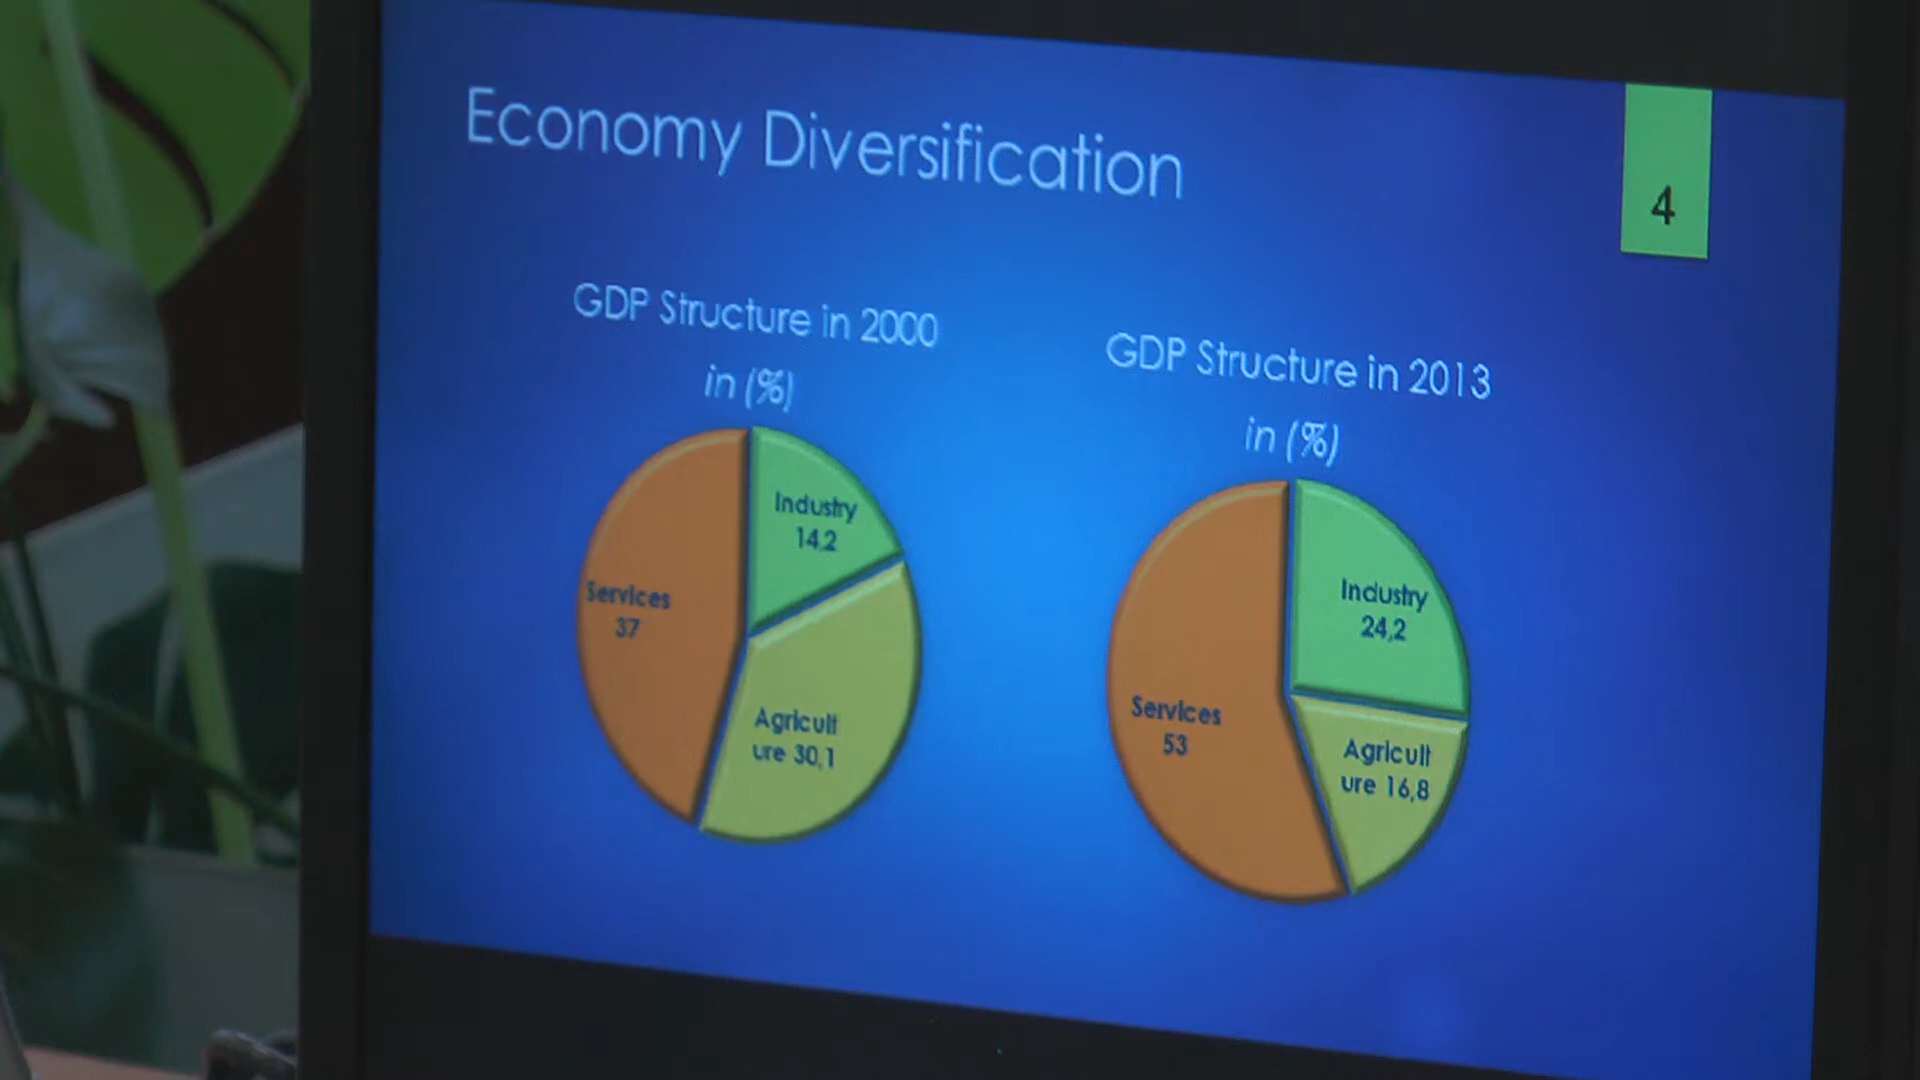 Economy Diversification
4
GDP Structure in 2000
in (%)
Industry
14,2
Services
37
Agricult
ure 30,1
GDP Structure in 2013
in (%)
Industry
24,2
Services
53
Agricult
ure 16,8